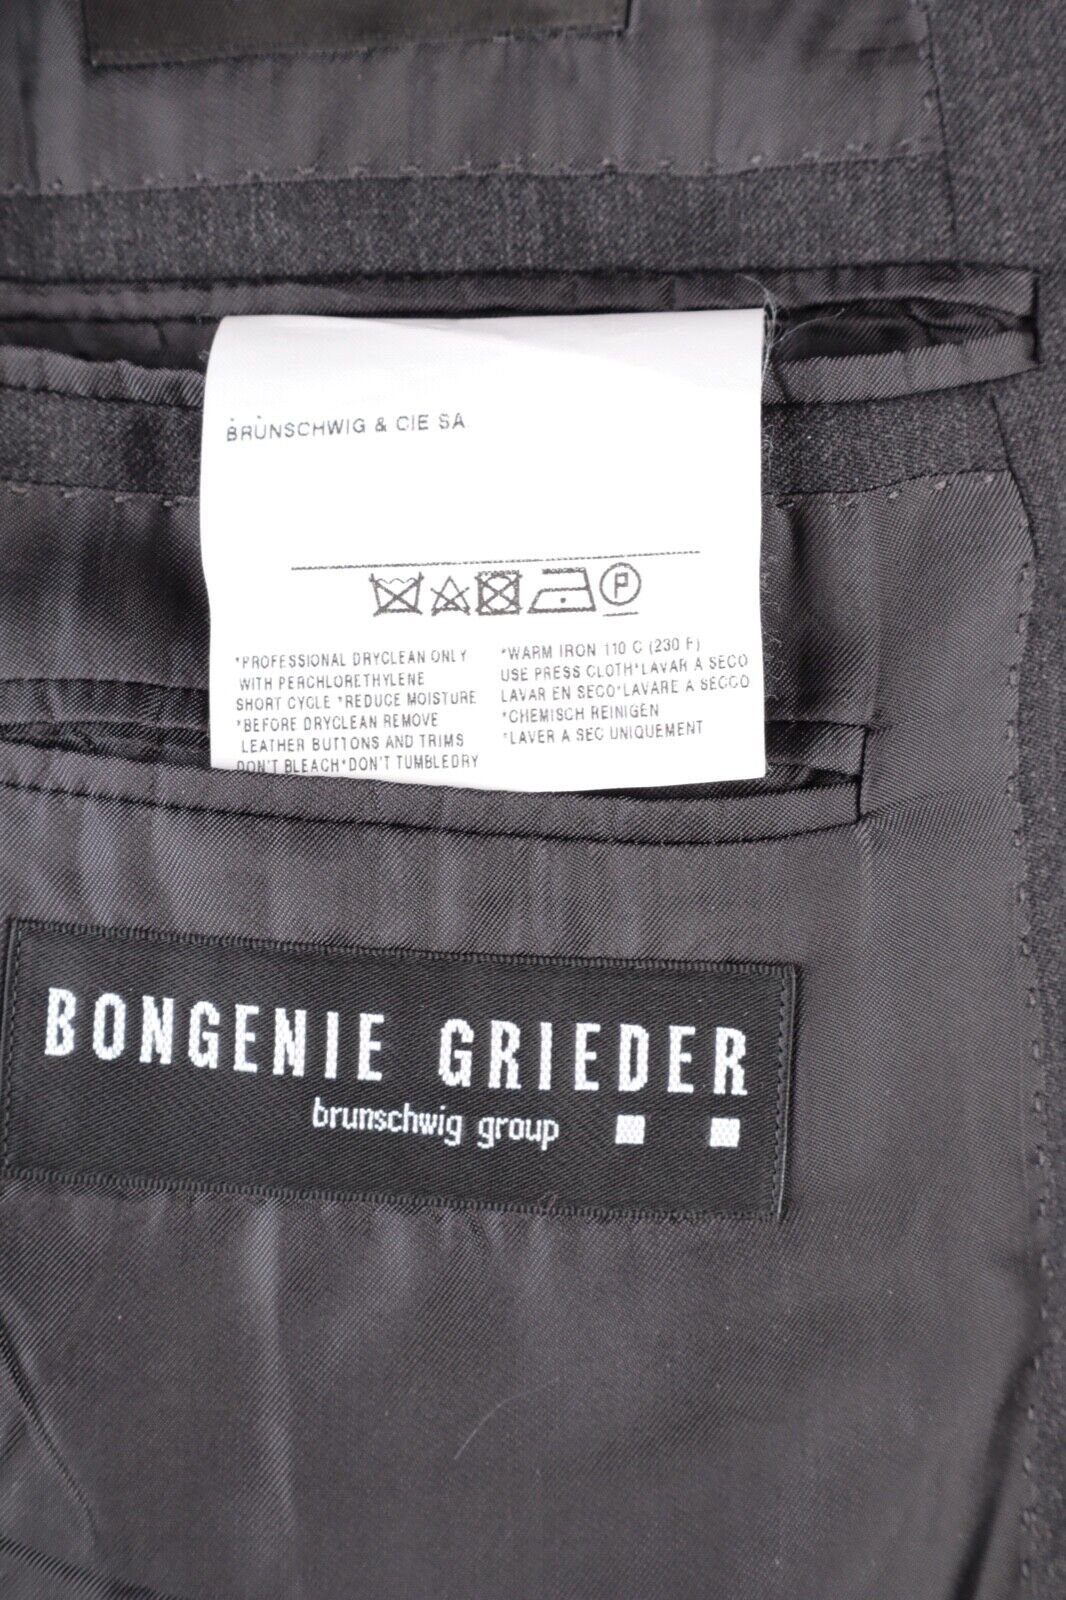 BRUNSCHWIG & CIE SA
P
*PROFESSIONAL DRYCLEAN ONLY
WITH PERCHLORETHYLENE
SHORT CYCLE *REDUCE MOISTURE
*BEFORE DRYCLEAN REMOVE
LEATHER BUTTONS AND TRIMS
DON'T BLEACH*DON'T TUMBLEDRY
*WARM IRON 110 C (230 F)
USE PRESS CLOTH*LAVAR A SECO
LAVAR EN SECO*LAVARE A SECCO
*CHEMISCH REINIGEN
*LAVER A SEC UNIQUEMENT
BONGENIE GRIEDER
brunschwig group